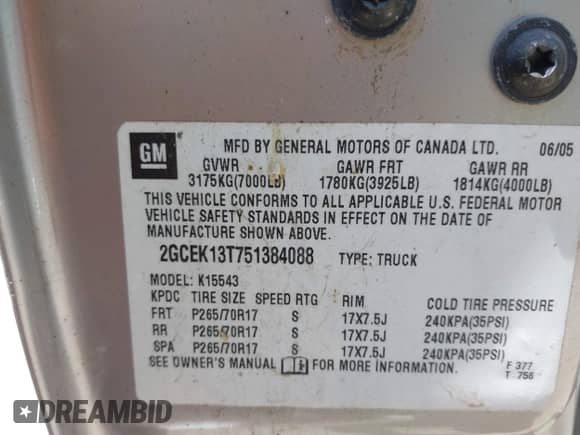 GM
MFD BY GENERAL MOTORS OF CANADA LTD. 06/05
GVWR GAWR FRT GAWR RR
3175KG(7000LB) 1780KG(3925LB) 1814KG(4000LB)
THIS VEHICLE CONFORMS TO ALL APPLICABLE U.S. FEDERAL MOTOR
VEHICLE SAFETY STANDARDS IN EFFECT ON THE DATE OF
MANUFACTURE SHOWN ABOVE.
2GCEK13T751384088 TYPE: TRUCK
MODEL: K15543
KPDC TIRE SIZE SPEED RTG RIM COLD TIRE PRESSURE
FRT P265/70R17 S 17X7.5J 240KPA(35PSI)
RR P265/70R17 S 17X7.5J 240KPA(35PSI)
SPA P265/70R17 S 17X7.5J 240KPA(35PSI)
SEE OWNER'S MANUAL FOR MORE INFORMATION. F 377
T 756
DREAMBID